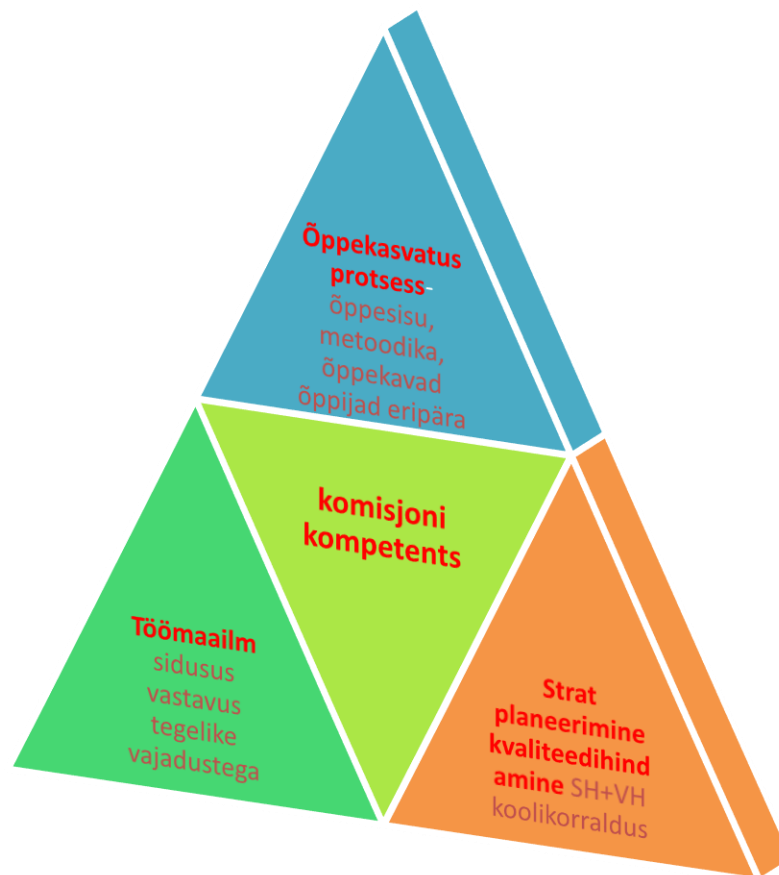 Õppekasvatus
protsess-
õppesisu,
metoodika,
õppekavad
õppijad eripära
komisjoni
kompetents
Töömaailm
sidusus
vastavus
tegelike
vajadustega
Strat
planeerimine
kvaliteedihind
amine SH+VH
koolikorraldus